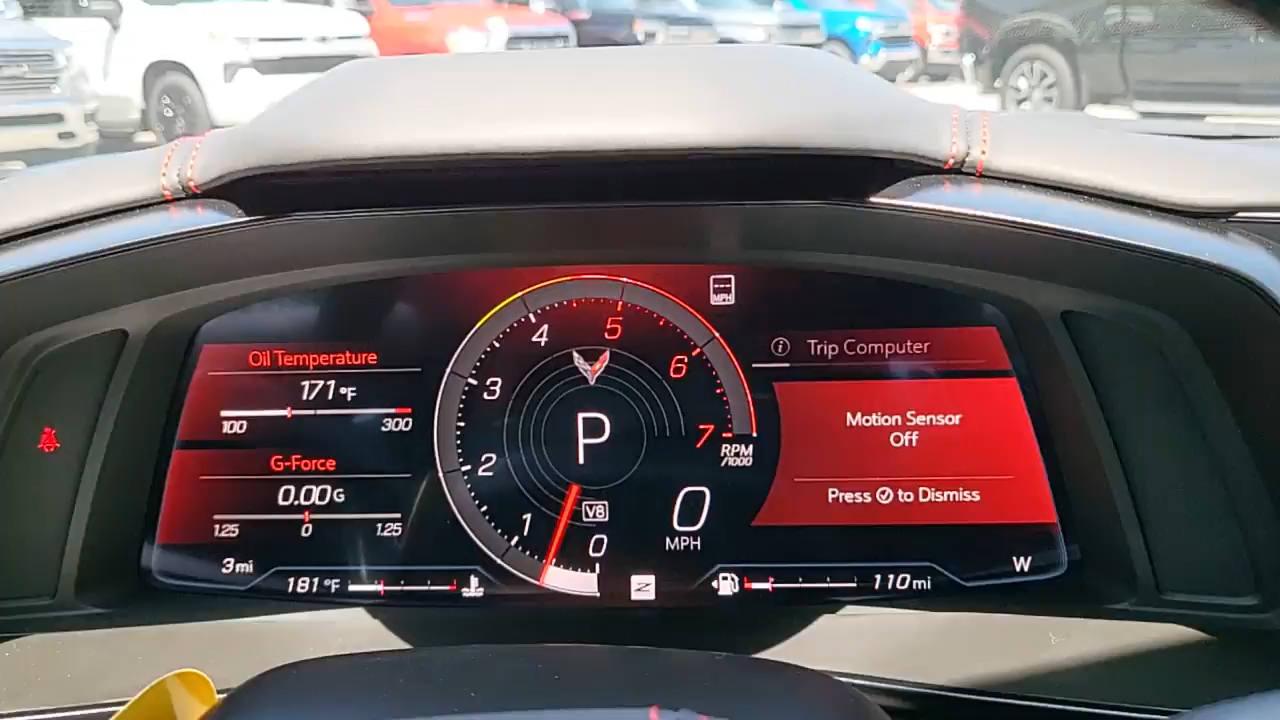 MPH
Oil Temperature
171 °F
100
300
G-Force
0.00 G
1.25
0
1.25
3 mi
181 °F
1
2
3
4
5
6
7
RPM
/1000
P
V8
0
0
MPH
Z
Trip Computer
Motion Sensor
Off
Press to Dismiss
W
110 mi